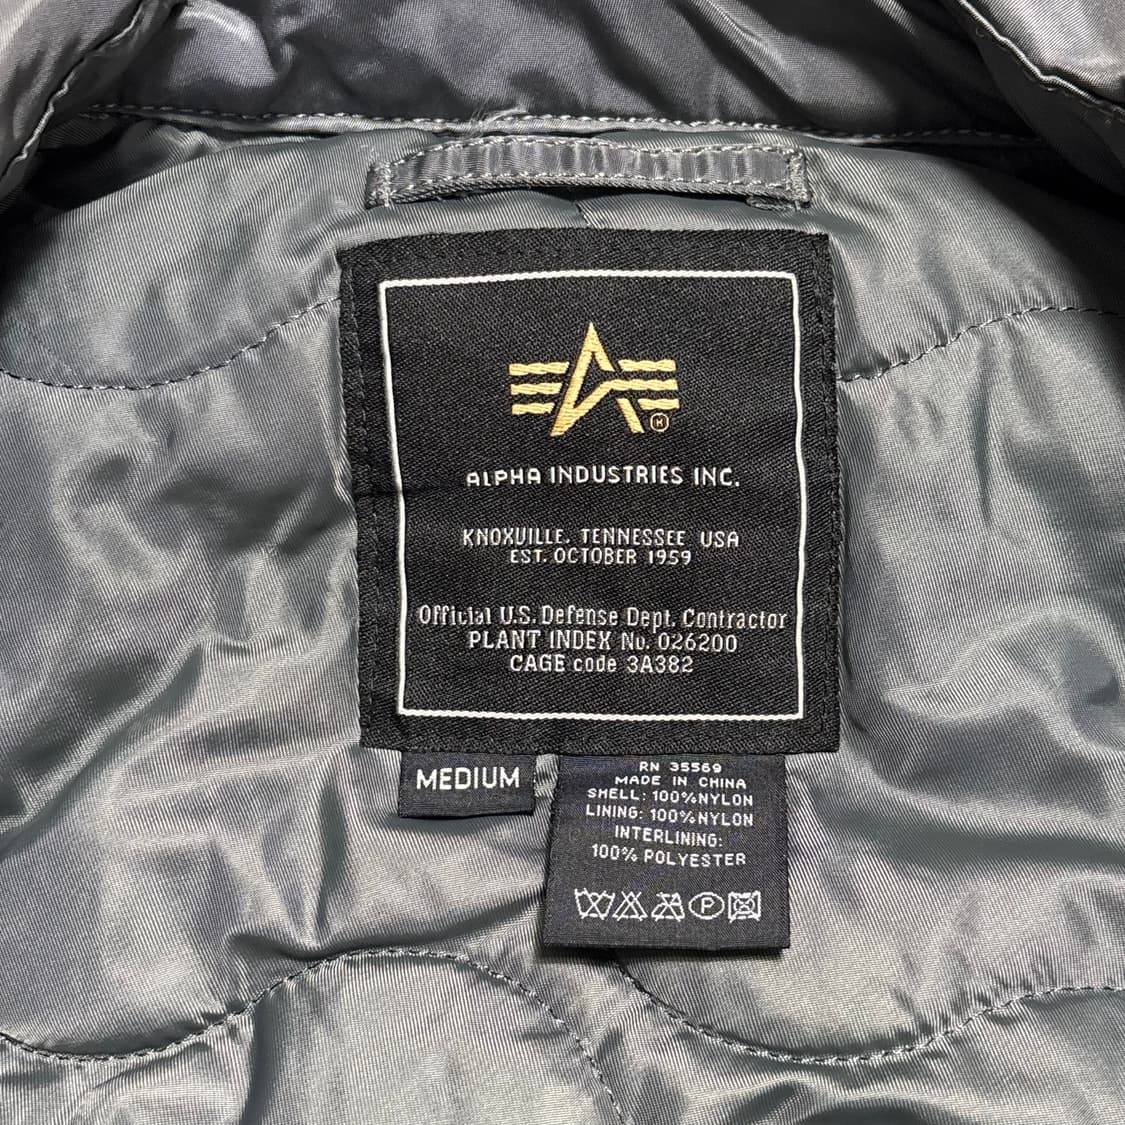 ALPHA INDUSTRIES INC.
KNOXVILLE, TENNESSEE, USA
EST. OCTOBER 1959
Official U.S. Defense Dept. Contractor
PLANT INDEX No. 026200
CAGE code 3A382
MEDIUM
RN 35569
MADE IN CHINA
SHELL: 100%NYLON
LINING: 100%NYLON
INTERLINING:
100% POLYESTER
P